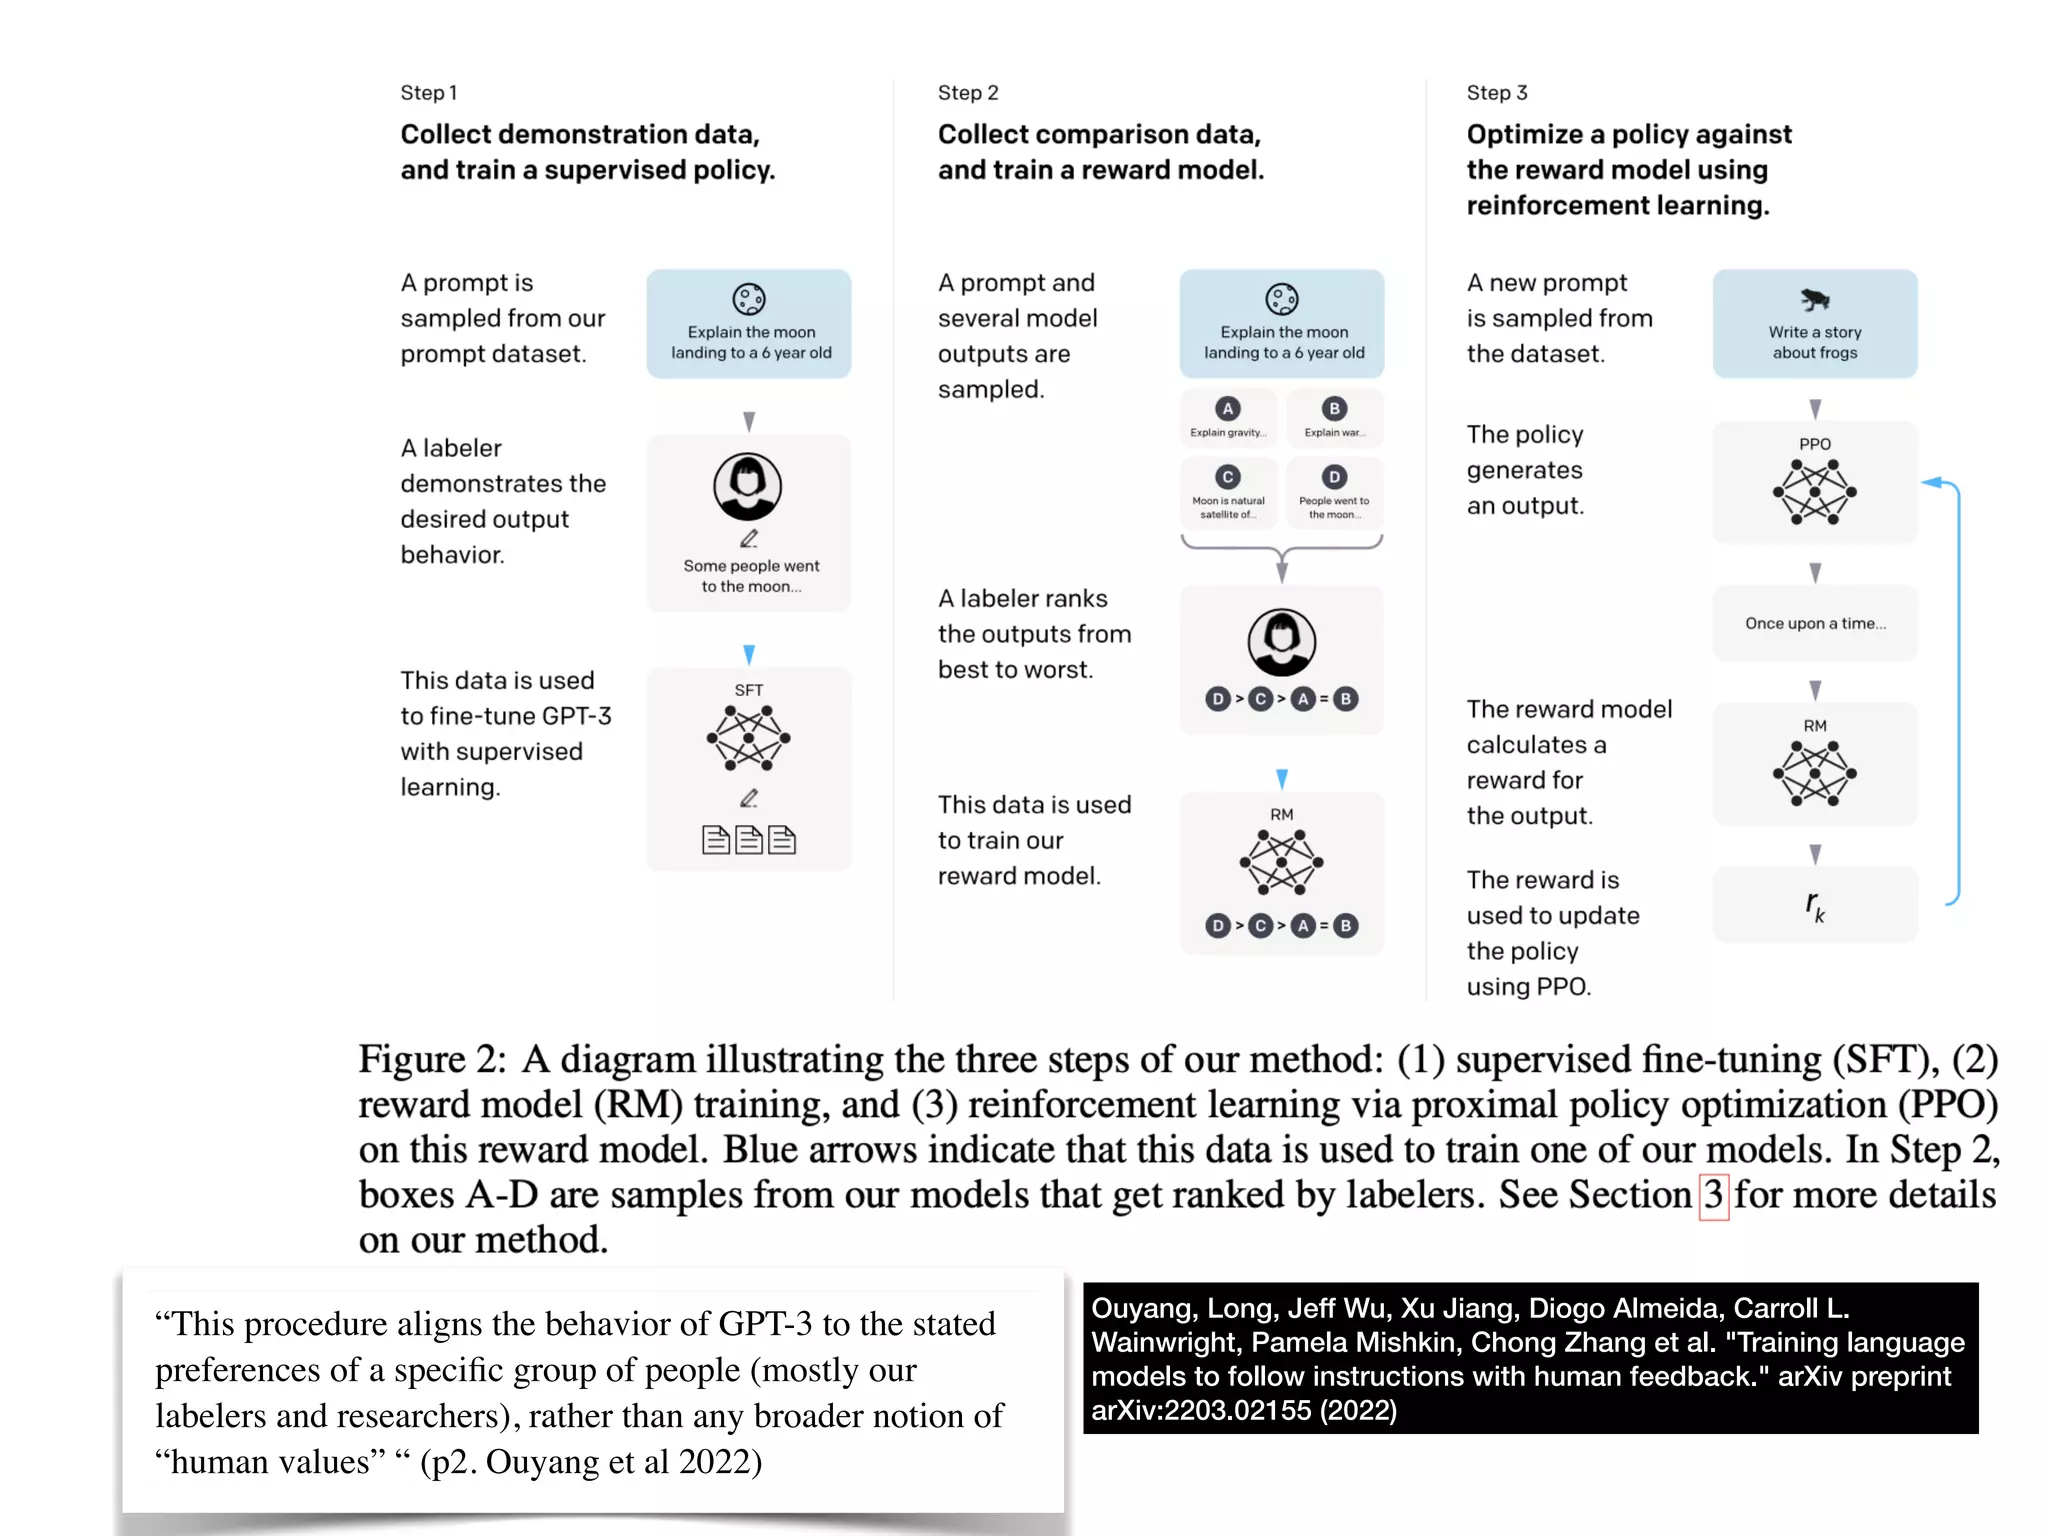 Step 1
Collect demonstration data,
and train a supervised policy.
A prompt is
sampled from our
prompt dataset.
Explain the moon
landing to a 6 year old
A labeler
demonstrates the
desired output
behavior.
Some people went
to the moon...
This data is used
to fine-tune GPT-3
with supervised
learning.
SFT
Step 2
Collect comparison data,
and train a reward model.
A prompt and
several model
outputs are
sampled.
Explain the moon
landing to a 6 year old
A
Explain gravity...
B
Explain war...
C
Moon is natural
satellite of...
D
People went to
the moon...
A labeler ranks
the outputs from
best to worst.
D > C > A = B
This data is used
to train our
reward model.
RM
D > C > A = B
Step 3
Optimize a policy against
the reward model using
reinforcement learning.
A new prompt
is sampled from
the dataset.
Write a story
about frogs
The policy
generates
an output.
PPO
Once upon a time...
The reward model
calculates a
reward for
the output.
RM
The reward is
used to update
the policy
using PPO.
rk
Figure 2: A diagram illustrating the three steps of our method: (1) supervised fine-tuning (SFT), (2)
reward model (RM) training, and (3) reinforcement learning via proximal policy optimization (PPO)
on this reward model. Blue arrows indicate that this data is used to train one of our models. In Step 2,
boxes A-D are samples from our models that get ranked by labelers. See Section 3 for more details
on our method.
“This procedure aligns the behavior of GPT-3 to the stated
preferences of a specific group of people (mostly our
labelers and researchers), rather than any broader notion of
“human values” “ (p2. Ouyang et al 2022)
Ouyang, Long, Jeff Wu, Xu Jiang, Diogo Almeida, Carroll L.
Wainwright, Pamela Mishkin, Chong Zhang et al. "Training language
models to follow instructions with human feedback." arXiv preprint
arXiv:2203.02155 (2022)